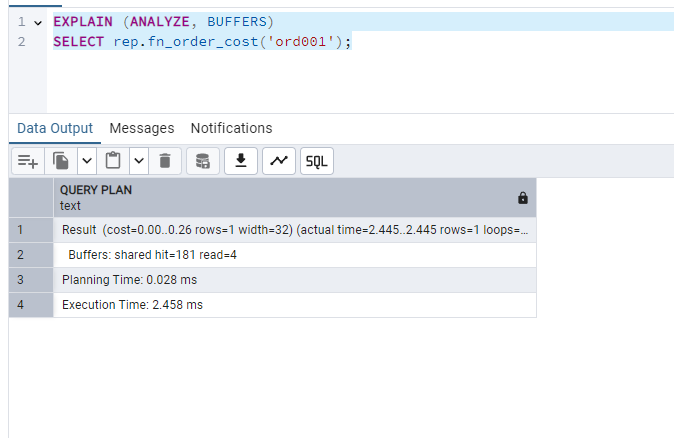 1 EXPLAIN (ANALYZE, BUFFERS)
2 SELECT rep.fn_order_cost('ord001');
Data Output Messages Notifications
SQL
QUERY PLAN
text
1 Result (cost=0.00..0.26 rows=1 width=32) (actual time=2.445..2.445 rows=1 loops=...
2 Buffers: shared hit=181 read=4
3 Planning Time: 0.028 ms
4 Execution Time: 2.458 ms